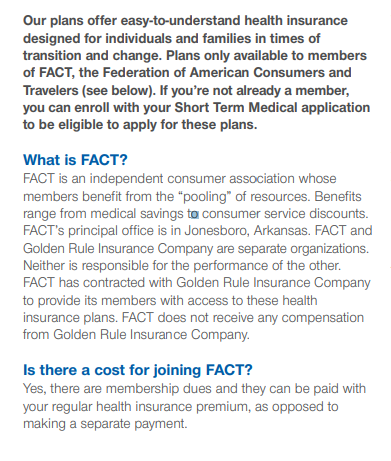 Our plans offer easy-to-understand health insurance
designed for individuals and families in times of
transition and change. Plans only available to members
of FACT, the Federation of American Consumers and
Travelers (see below). If you’re not already a member,
you can enroll with your Short Term Medical application
to be eligible to apply for these plans.
What is FACT?
FACT is an independent consumer association whose
members benefit from the “pooling” of resources. Benefits
range from medical savings to consumer service discounts.
FACT’s principal office is in Jonesboro, Arkansas. FACT and
Golden Rule Insurance Company are separate organizations.
Neither is responsible for the performance of the other.
FACT has contracted with Golden Rule Insurance Company
to provide its members with access to these health
insurance plans. FACT does not receive any compensation
from Golden Rule Insurance Company.
Is there a cost for joining FACT?
Yes, there are membership dues and they can be paid with
your regular health insurance premium, as opposed to
making a separate payment.